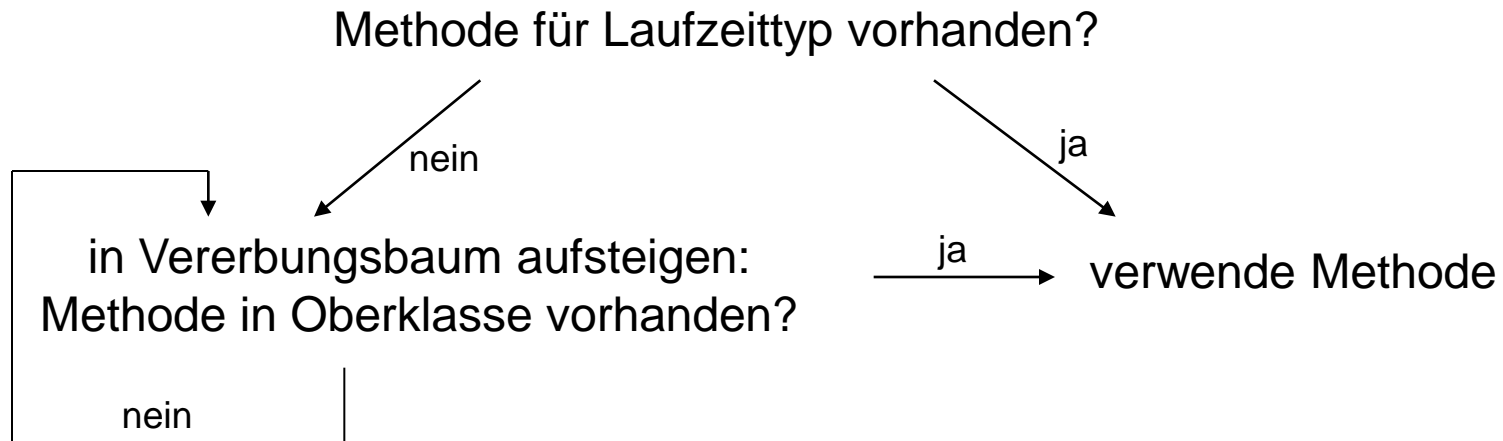 Methode für Laufzeittyp vorhanden?
nein
ja
in Vererbungsbaum aufsteigen:
Methode in Oberklasse vorhanden?
ja
verwende Methode
nein